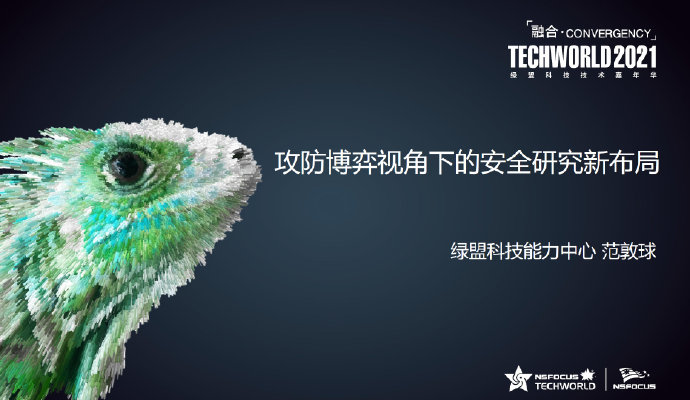 「融合·CONVERGENCY」
TECHWORLD2021
绿盟科技技术嘉年华
攻防博弈视角下的安全研究新布局
绿盟科技能力中心 范敦球
NSFOCUS
TECHWORLD
NSFOCUS